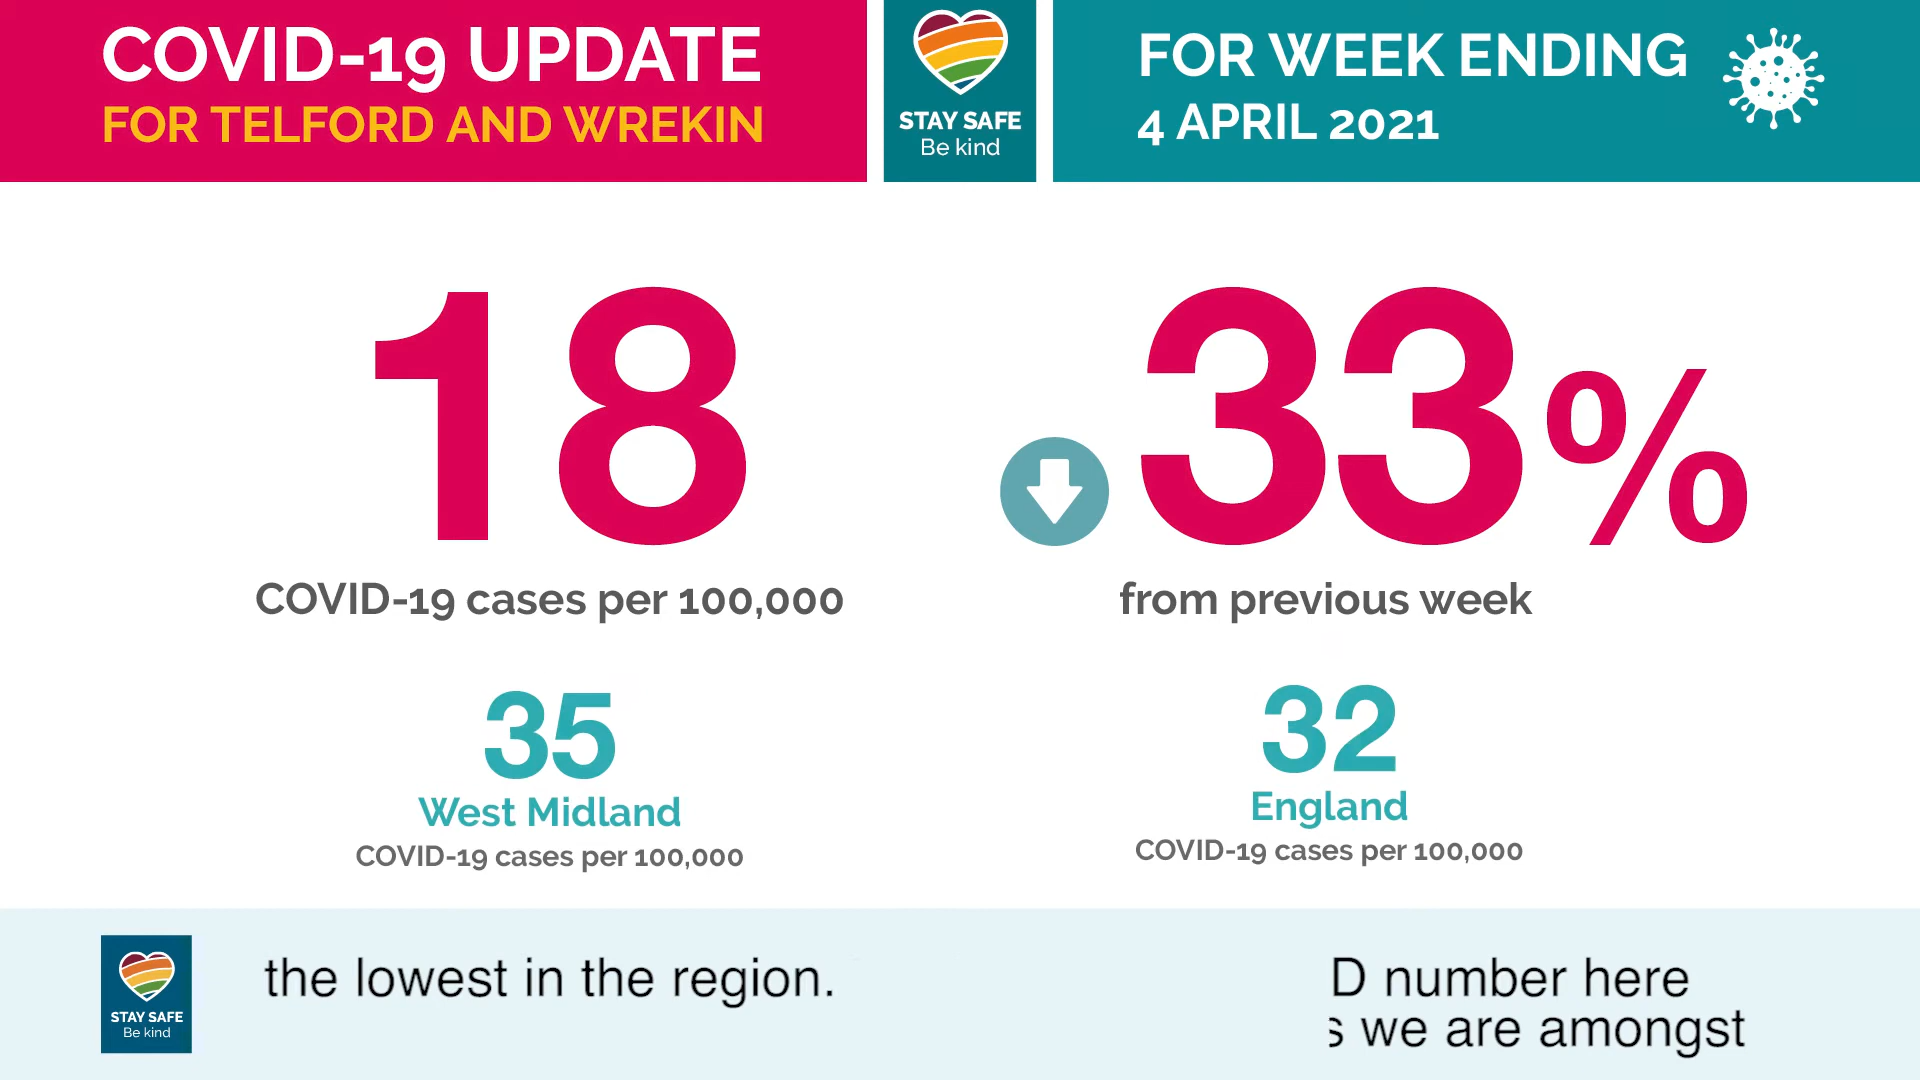 COVID-19 UPDATE
FOR TELFORD AND WREKIN
STAY SAFE
Be kind
FOR WEEK ENDING
4 APRIL 2021
18
COVID-19 cases per 100,000
33%
from previous week
35
West Midland
COVID-19 cases per 100,000
32
England
COVID-19 cases per 100,000
STAY SAFE
Be kind
the lowest in the region.
D number here
s we are amongst